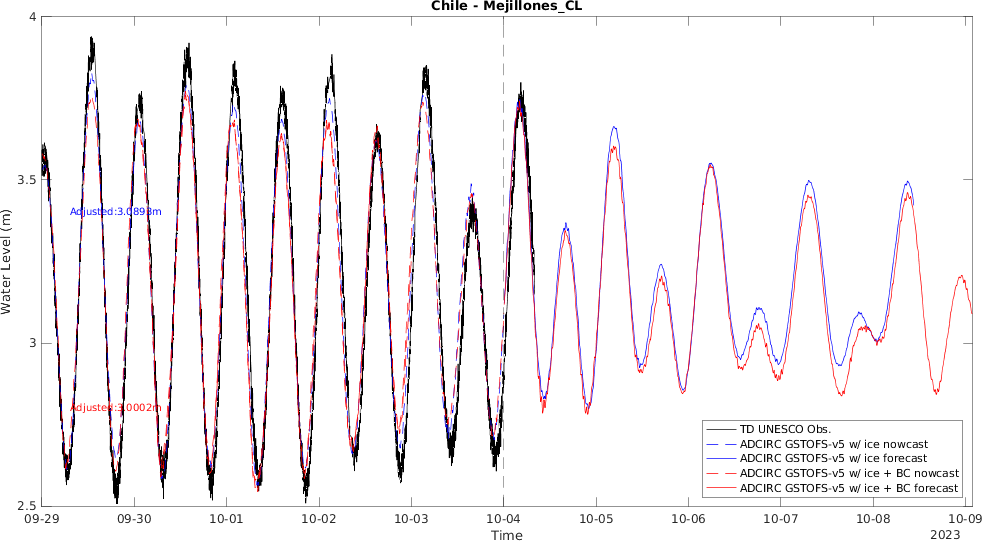 Chile - Mejillones_CL
4
3.5
3
2.5
Water Level (m)
Adjusted:3.0893m
Adjusted:3.0002m
TD UNESCO Obs.
ADCIRC GSTOFS-v5 w/ ice nowcast
ADCIRC GSTOFS-v5 w/ ice forecast
ADCIRC GSTOFS-v5 w/ ice + BC nowcast
ADCIRC GSTOFS-v5 w/ ice + BC forecast
09-29 09-30 10-01 10-02 10-03 10-04 10-05 10-06 10-07 10-08 10-09
Time
2023